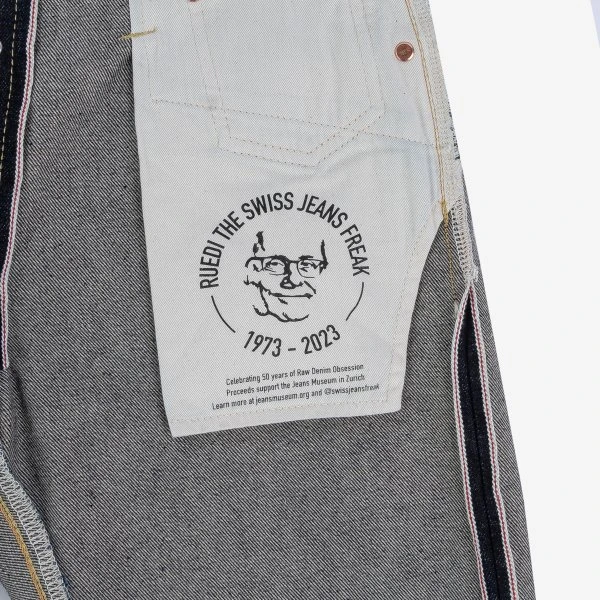 RUEDI THE SWISS JEANS FREAK
1973 - 2023
Celebrating 50 years of Raw Denim Obsession
Proceeds support the Jeans Museum in Zurich
Learn more at jeansmuseum.org and @swissjeansfreak